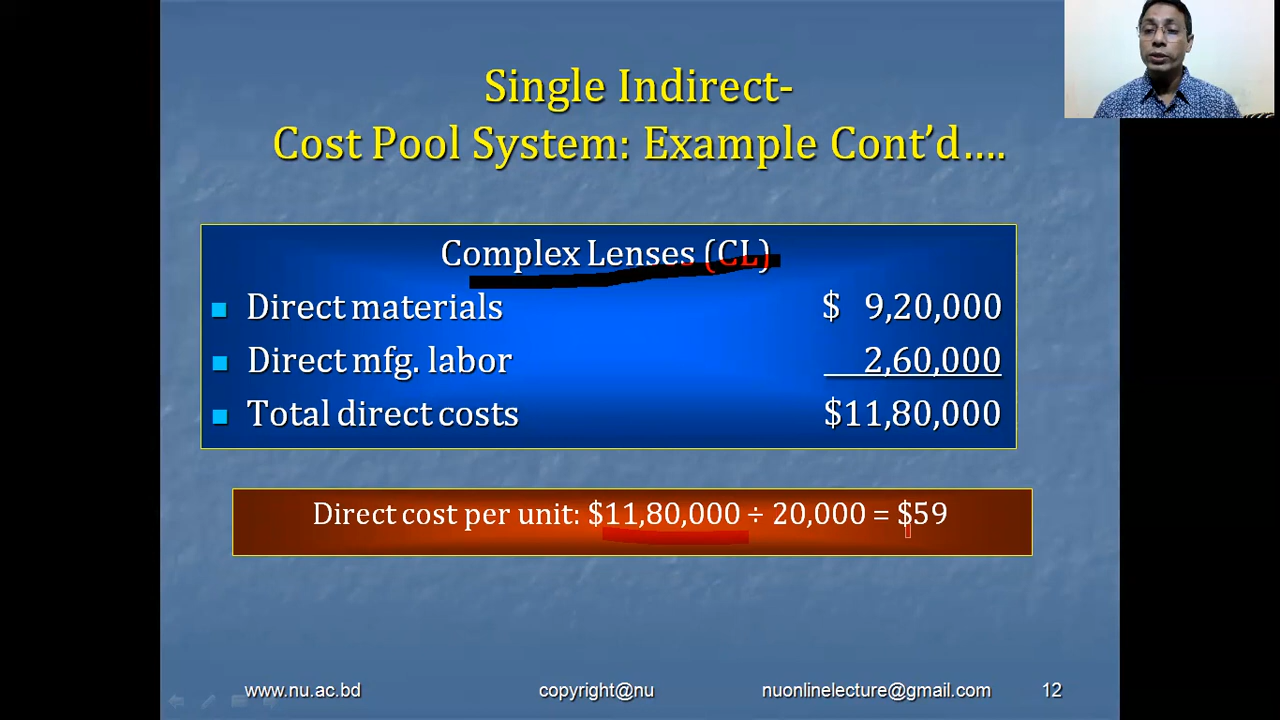 Single Indirect-
Cost Pool System: Example Cont’d….
Complex Lenses (CL)
Direct materials $ 9,20,000
Direct mfg. labor 2,60,000
Total direct costs $11,80,000
Direct cost per unit: $11,80,000 ÷ 20,000 = $59
www.nu.ac.bd copyright@nu nuonlinelecture@gmail.com 12